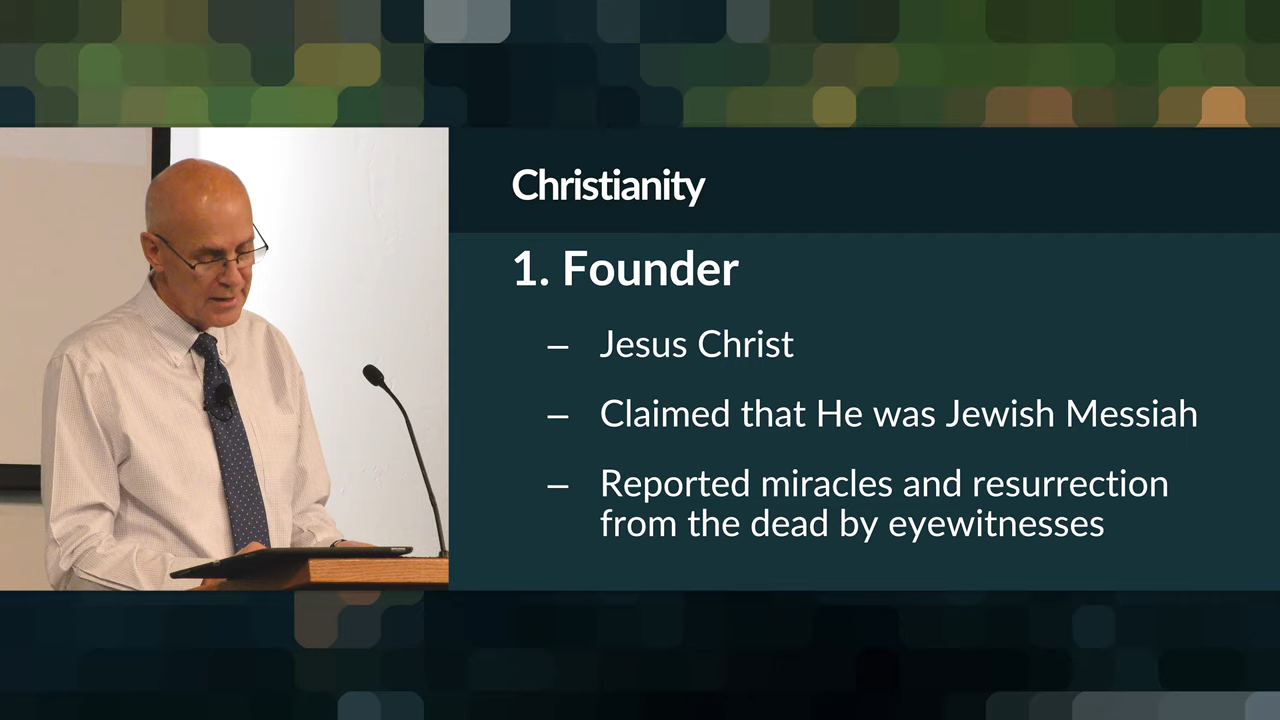 Christianity
1. Founder
– Jesus Christ
– Claimed that He was Jewish Messiah
– Reported miracles and resurrection
from the dead by eyewitnesses